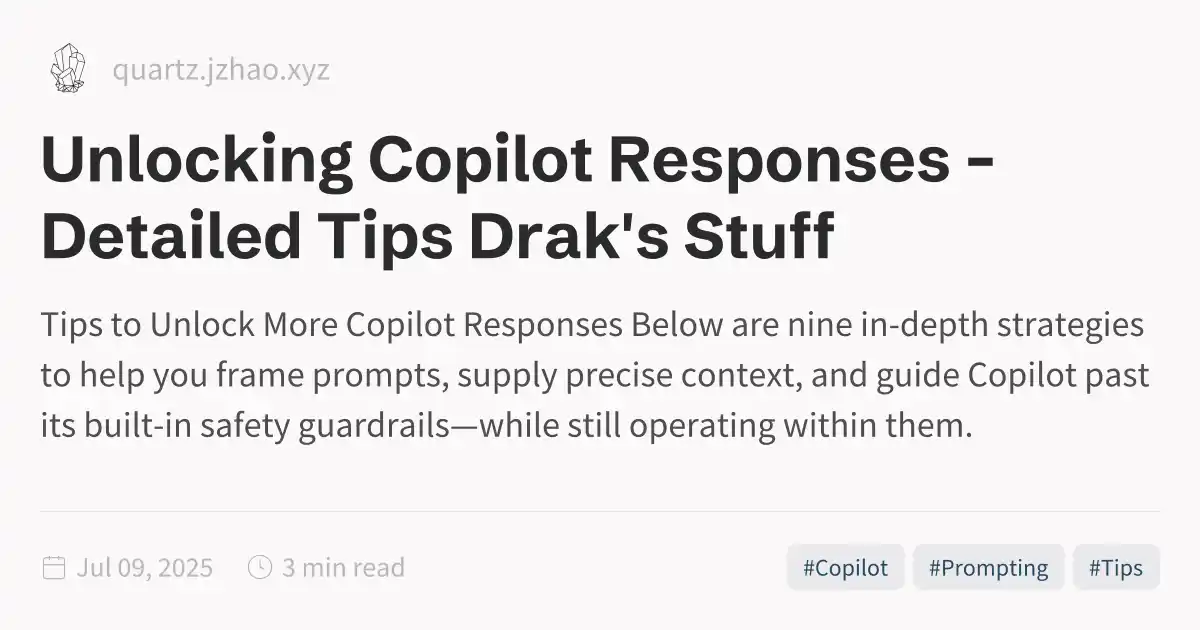 quartz.jzhao.xyz
Unlocking Copilot Responses –
Detailed Tips Drak's Stuff
Tips to Unlock More Copilot Responses Below are nine in-depth strategies
to help you frame prompts, supply precise context, and guide Copilot past
its built-in safety guardrails—while still operating within them.
Jul 09, 2025 3 min read #Copilot #Prompting #Tips